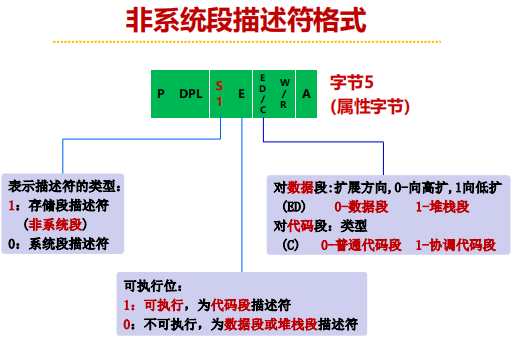 非系统段描述符格式
P DPL S 1 E ED/C W/R A
字节5
(属性字节)
表示描述符的类型:
1: 存储段描述符
(非系统段)
0: 系统段描述符
对数据段:扩展方向,0-向高扩,1向低扩
(ED) 0-数据段 1-堆栈段
对代码段: 类型
(C) 0-普通代码段 1-协调代码段
可执行位:
1: 可执行, 为代码段描述符
0: 不可执行, 为数据段或堆栈段描述符